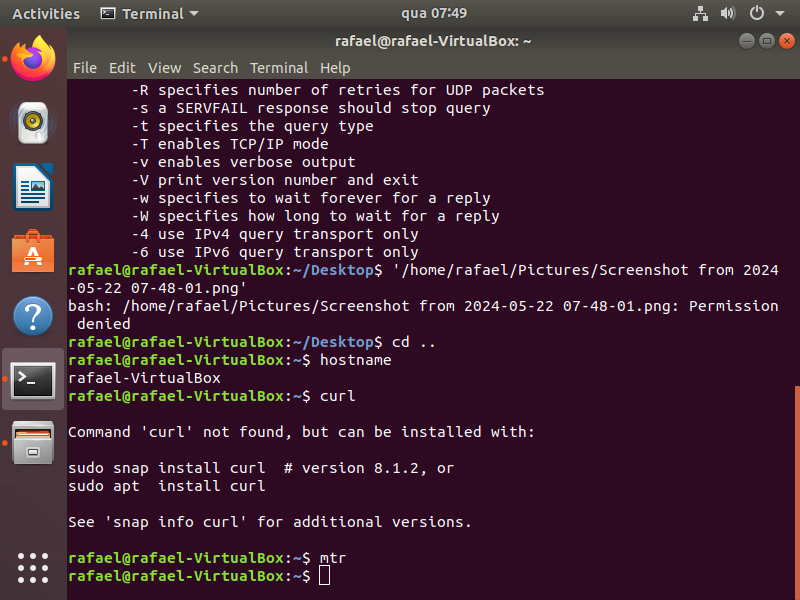 Activities Terminal qua 07:49
rafael@rafael-VirtualBox: ~
File Edit View Search Terminal Help
-R specifies number of retries for UDP packets
-s a SERVFAIL response should stop query
-t specifies the query type
-T enables TCP/IP mode
-v enables verbose output
-V print version number and exit
-w specifies to wait forever for a reply
-W specifies how long to wait for a reply
-4 use IPv4 query transport only
-6 use IPv6 query transport only
rafael@rafael-VirtualBox:~/Desktop$ '/home/rafael/Pictures/Screenshot from 2024
-05-22 07-48-01.png'
bash: /home/rafael/Pictures/Screenshot from 2024-05-22 07-48-01.png: Permission
denied
rafael@rafael-VirtualBox:~/Desktop$ cd ..
rafael@rafael-VirtualBox:~$ hostname
rafael-VirtualBox
rafael@rafael-VirtualBox:~$ curl
Command 'curl' not found, but can be installed with:
sudo snap install curl  # version 8.1.2, or
sudo apt  install curl
See 'snap info curl' for additional versions.
rafael@rafael-VirtualBox:~$ mtr
rafael@rafael-VirtualBox:~$